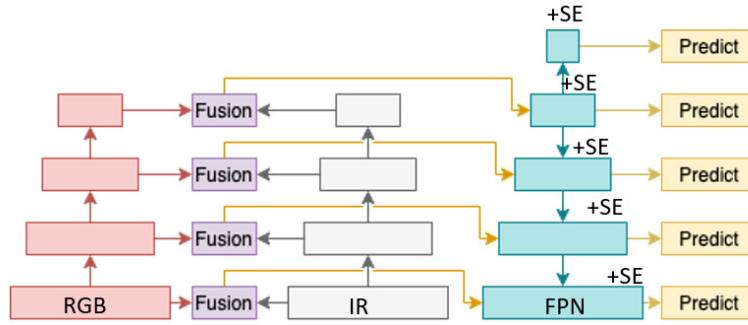 +SE
Predict
+SE
Fusion
Predict
+SE
Fusion
Predict
+SE
Fusion
Predict
+SE
RGB
Fusion
IR
FPN
Predict